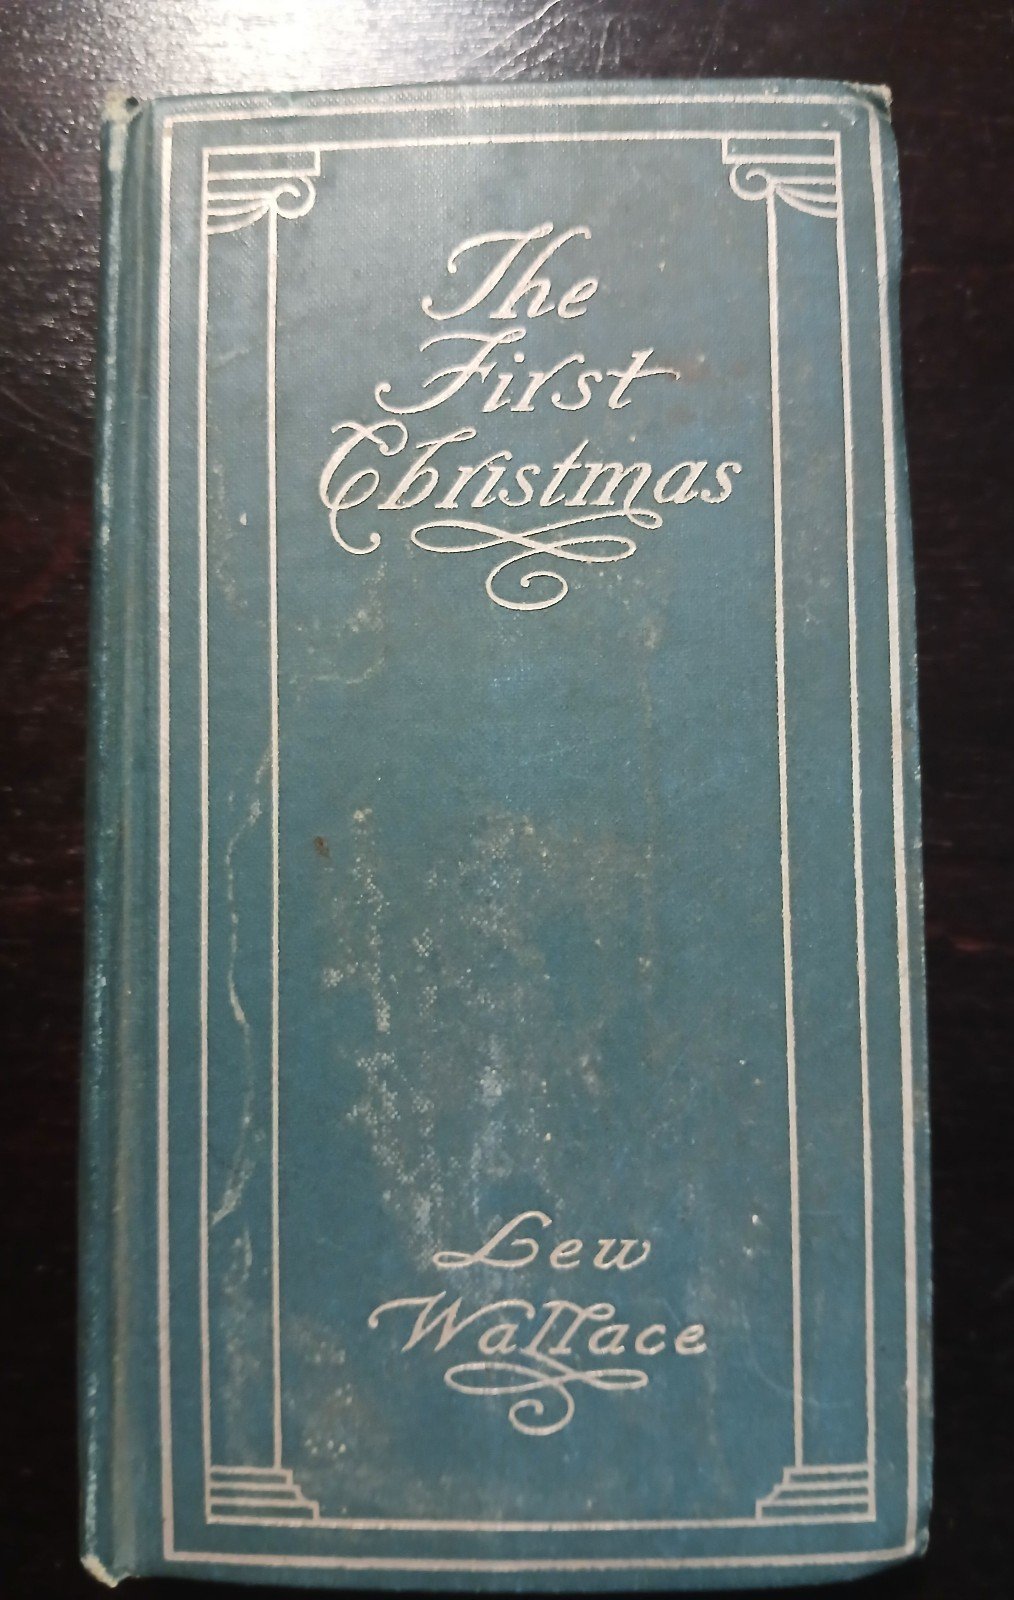 The
First
Christmas
Lew
Wallace